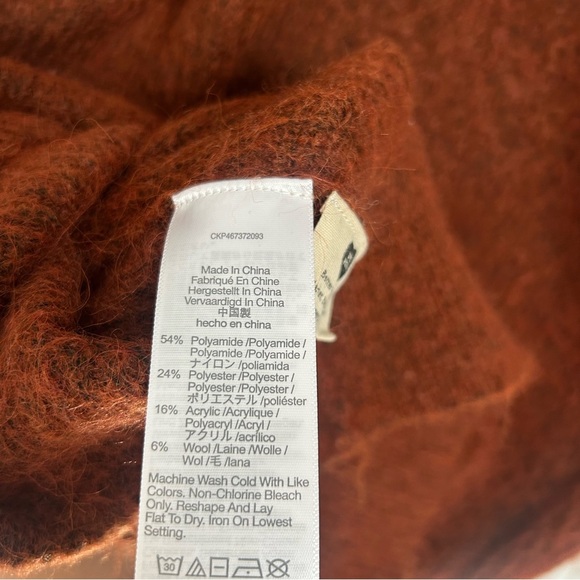 CKP467372093
Made In China
Fabriqué En Chine
Hergestellt In China
Vervaardigd In China
中国製
hecho en china
54% Polyamide /Polyamide /
Polyamide /Polyamide /
ナイロン /poliamida
24% Polyester /Polyester /
Polyester /Polyester /
ポリエステル /poliéster
16% Acrylic /Acrylique /
Polyacryl /Acryl /
アクリル /acrílico
6% Wool /Laine /Wolle /
Wol /毛 /lana
Machine Wash Cold With Like
Colors. Non-Chlorine Bleach
Only. Reshape And Lay
Flat To Dry. Iron On Lowest
Setting.
30